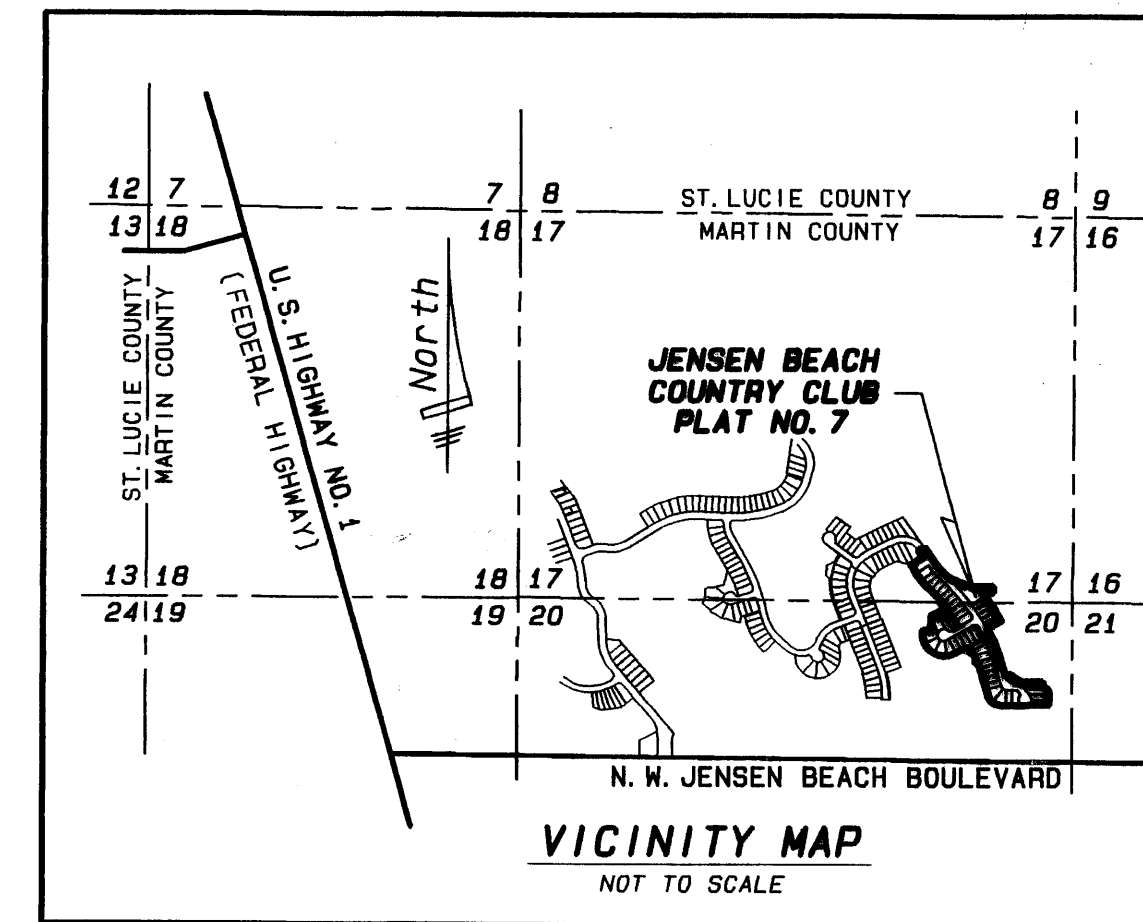 12 7
13 18
7 8
18 17
ST. LUCIE COUNTY
MARTIN COUNTY
8 9
17 16
ST. LUCIE COUNTY
MARTIN COUNTY
U. S. HIGHWAY NO. 1
(FEDERAL HIGHWAY)
North
JENSEN BEACH
COUNTRY CLUB
PLAT NO. 7
13 18
24 19
18 17
19 20
17 16
20 21
N. W. JENSEN BEACH BOULEVARD
VICINITY MAP
NOT TO SCALE